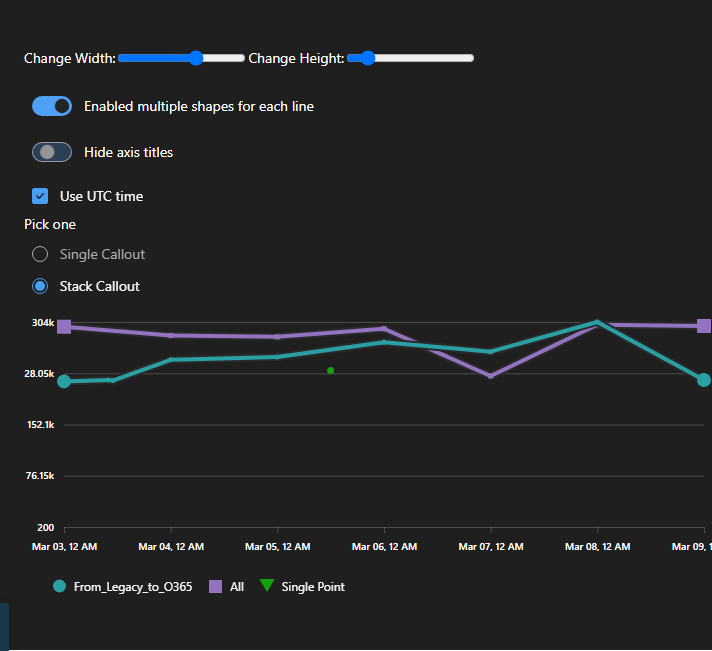 Change Width: Change Height:
Enabled multiple shapes for each line
Hide axis titles
Use UTC time
Pick one
Single Callout
Stack Callout
304k
28.05k
152.1k
76.15k
200
Mar 03, 12 AM Mar 04, 12 AM Mar 05, 12 AM Mar 06, 12 AM Mar 07, 12 AM Mar 08, 12 AM Mar 09, 1
From_Legacy_to_O365 All Single Point